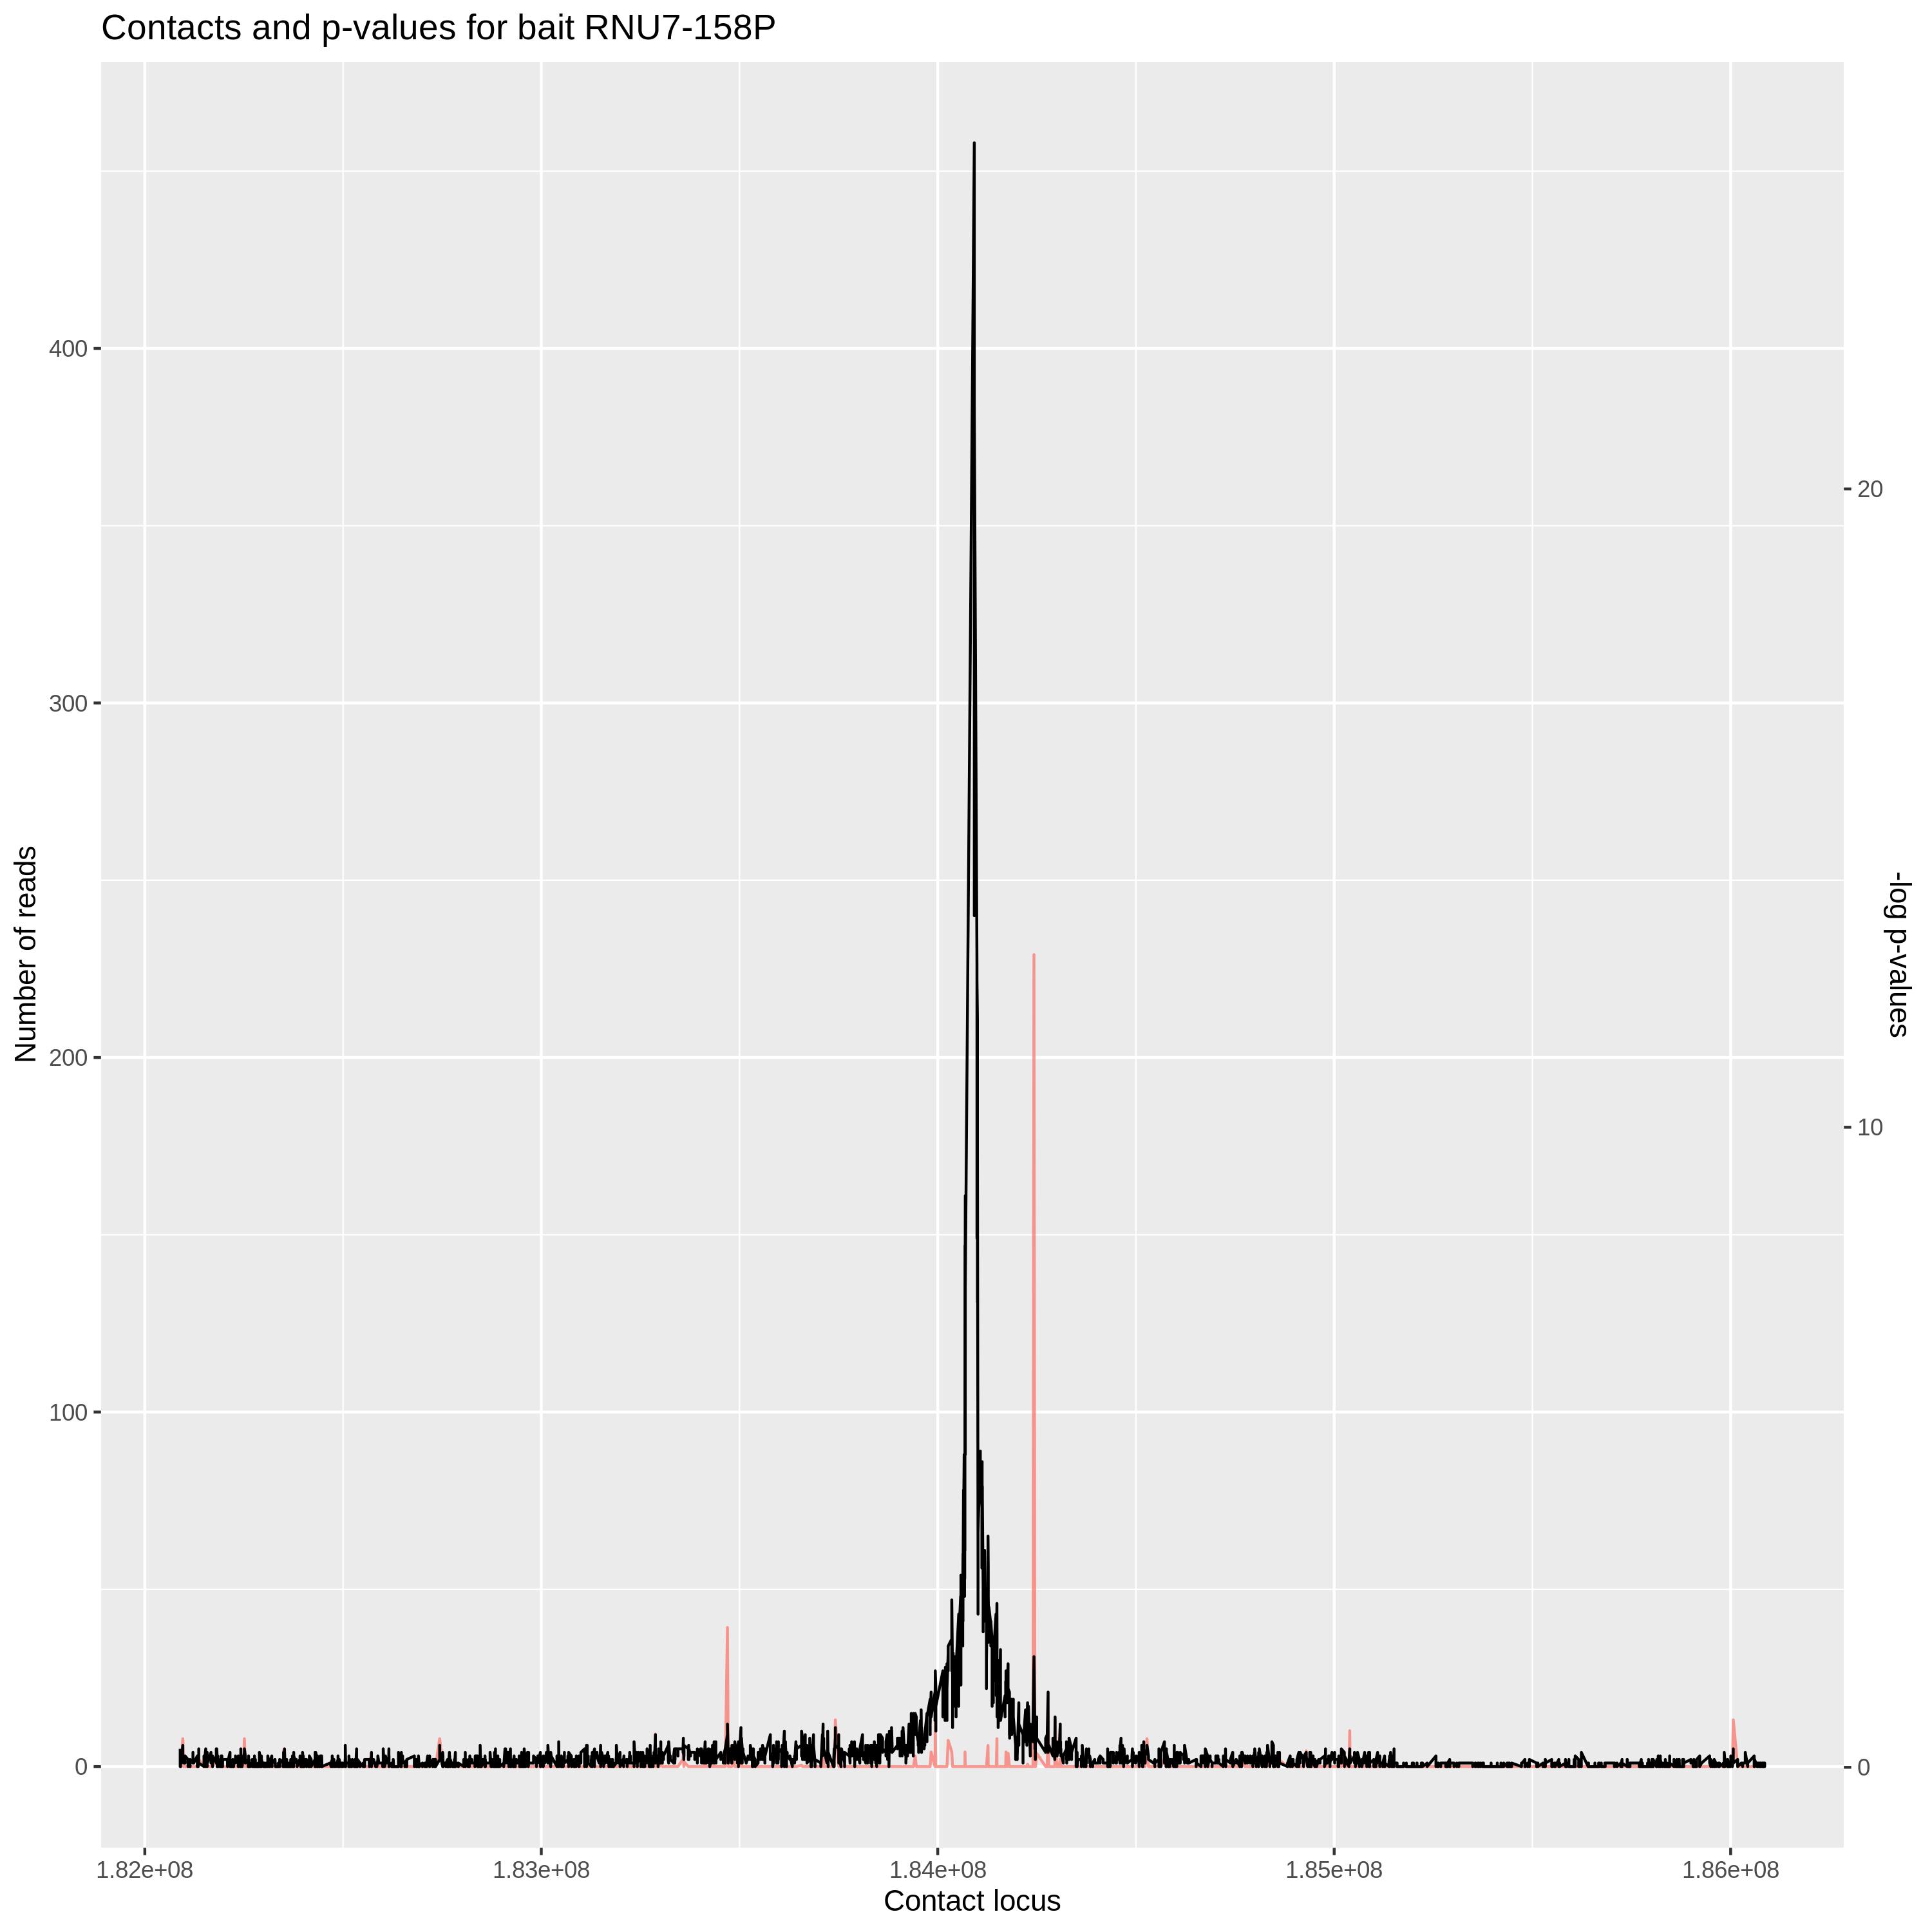 Contacts and p-values for bait RNU7-158P
Number of reads
400
300
200
100
0
20
10
0
-log p-values
1.82e+08 1.83e+08 1.84e+08 1.85e+08 1.86e+08
Contact locus